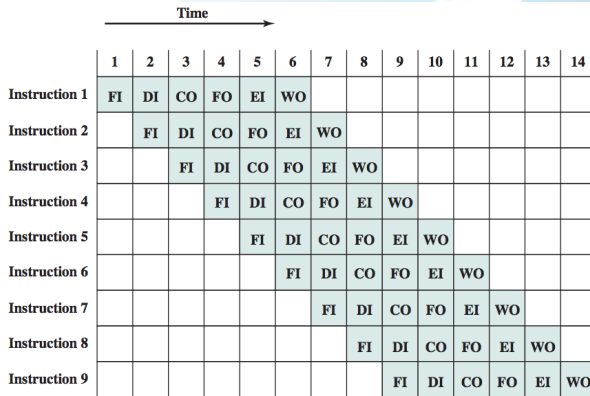 Time
1 2 3 4 5 6 7 8 9 10 11 12 13 14
Instruction 1 FI DI CO FO EI WO
Instruction 2 FI DI CO FO EI WO
Instruction 3 FI DI CO FO EI WO
Instruction 4 FI DI CO FO EI WO
Instruction 5 FI DI CO FO EI WO
Instruction 6 FI DI CO FO EI WO
Instruction 7 FI DI CO FO EI WO
Instruction 8 FI DI CO FO EI WO
Instruction 9 FI DI CO FO EI WO